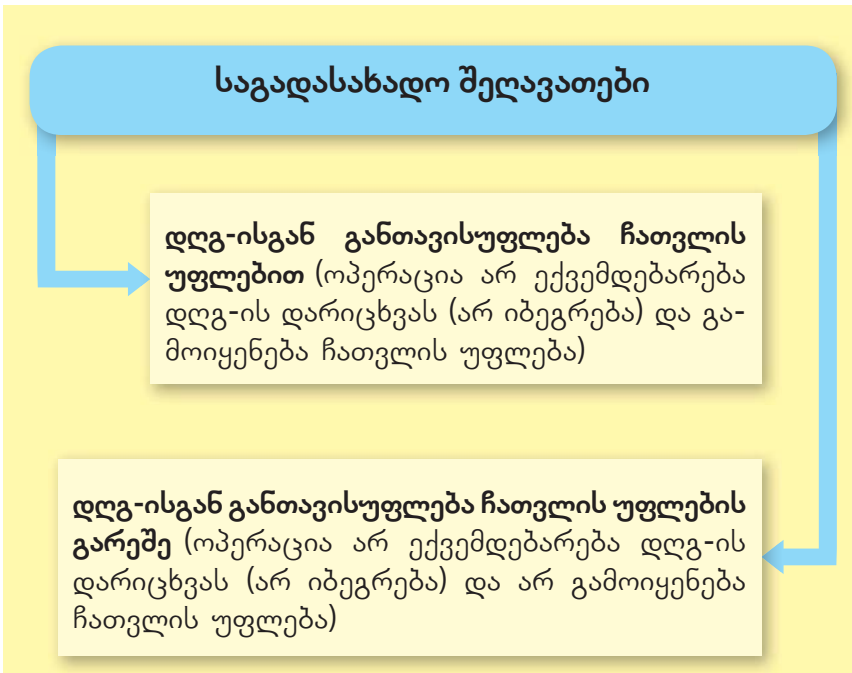 საგადასახადო შეღავათები
დღგ-ისგან განთავისუფლება ჩათვლის
უფლებით (ოპერაცია არ ექვემდებარება
დღგ-ის დარიცხვას (არ იბეგრება) და გა-
მოიყენება ჩათვლის უფლება)
დღგ-ისგან განთავისუფლება ჩათვლის უფლების
გარეშე (ოპერაცია არ ექვემდებარება დღგ-ის
დარიცხვას (არ იბეგრება) და არ გამოიყენება
ჩათვლის უფლება)